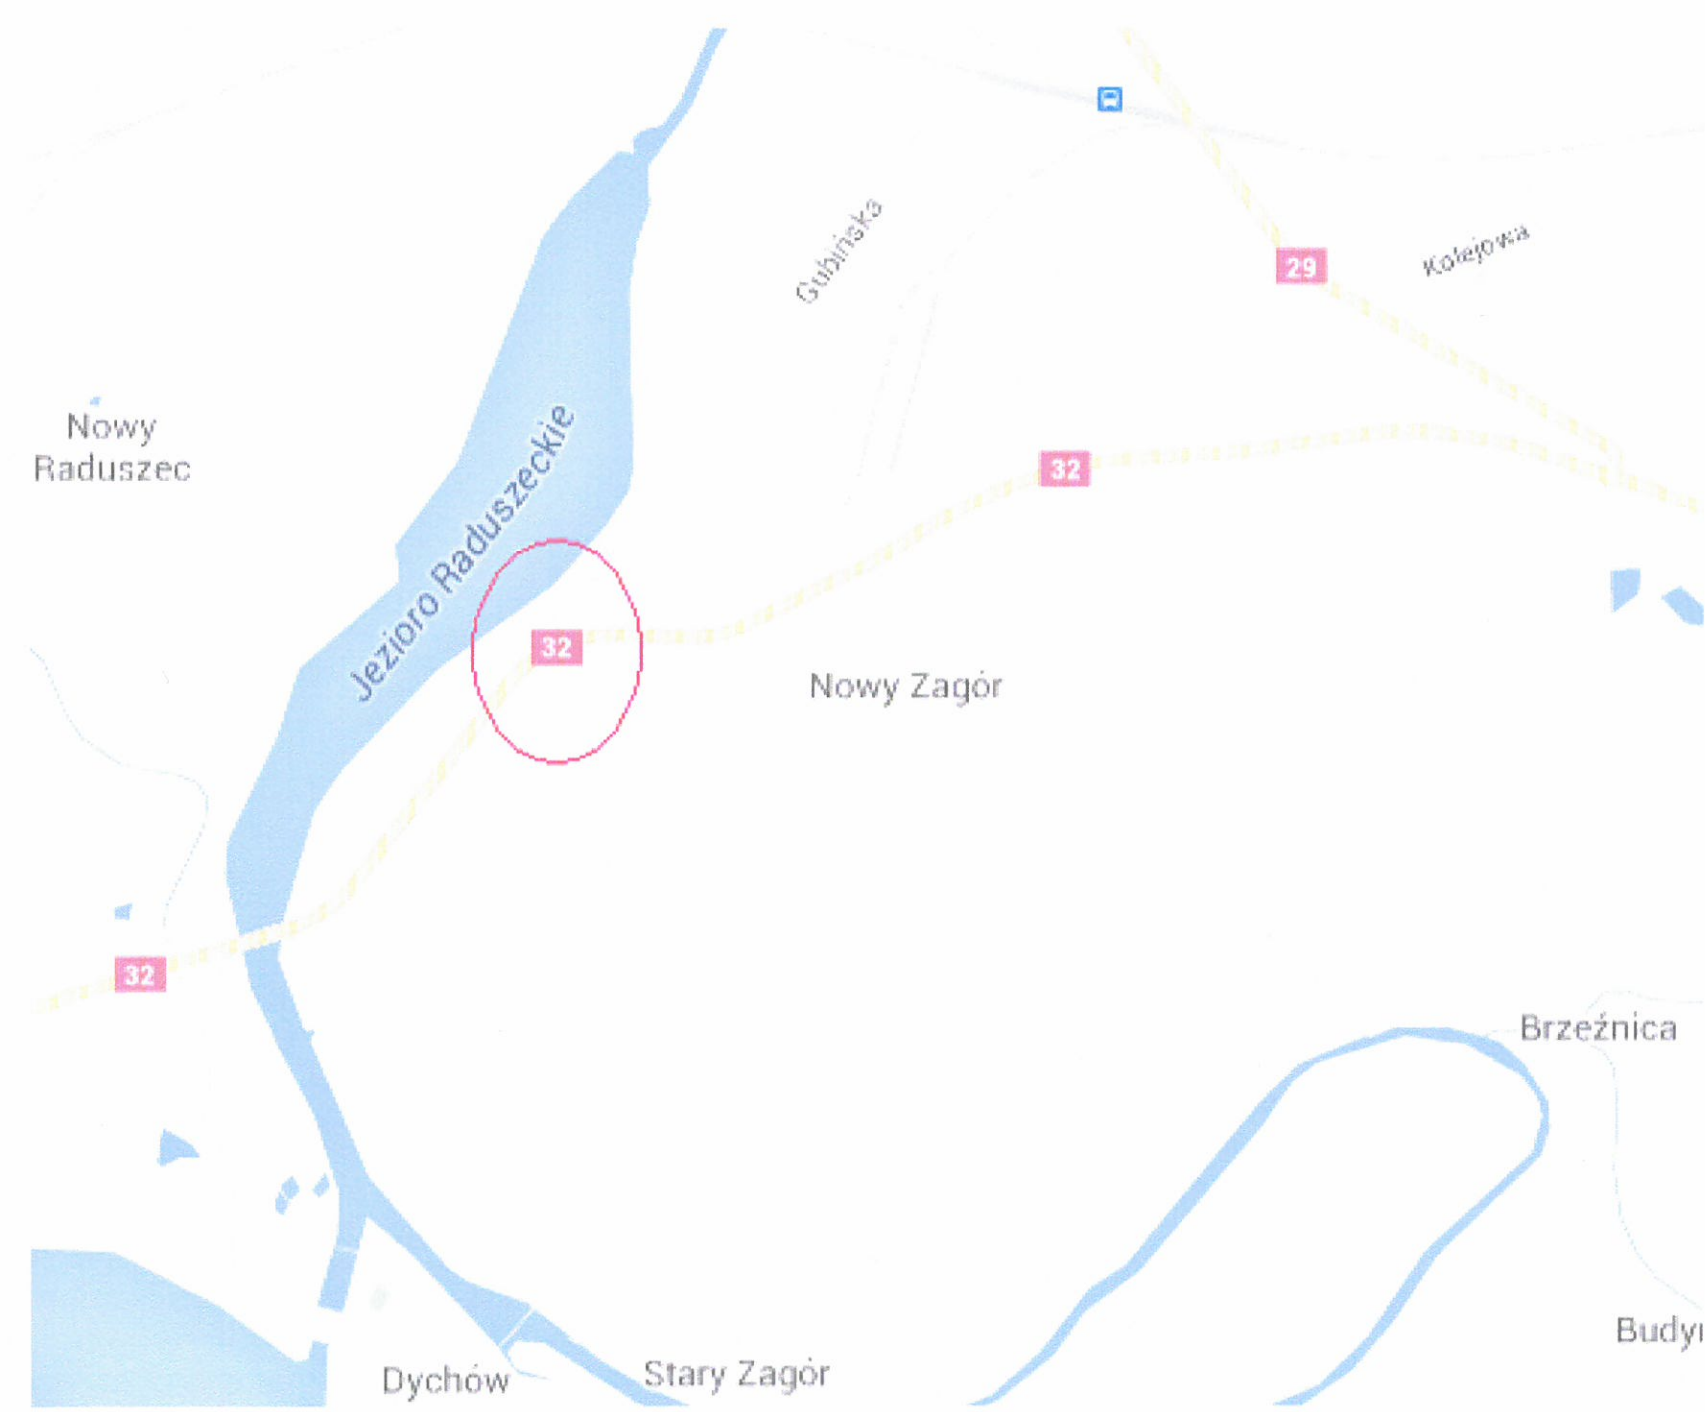 Gubińska
29
Kolejowa
Nowy
Raduszec
Jezioro Raduszeckie
32
32
Nowy Zagór
32
Brzeźnica
Dychów
Stary Zagór